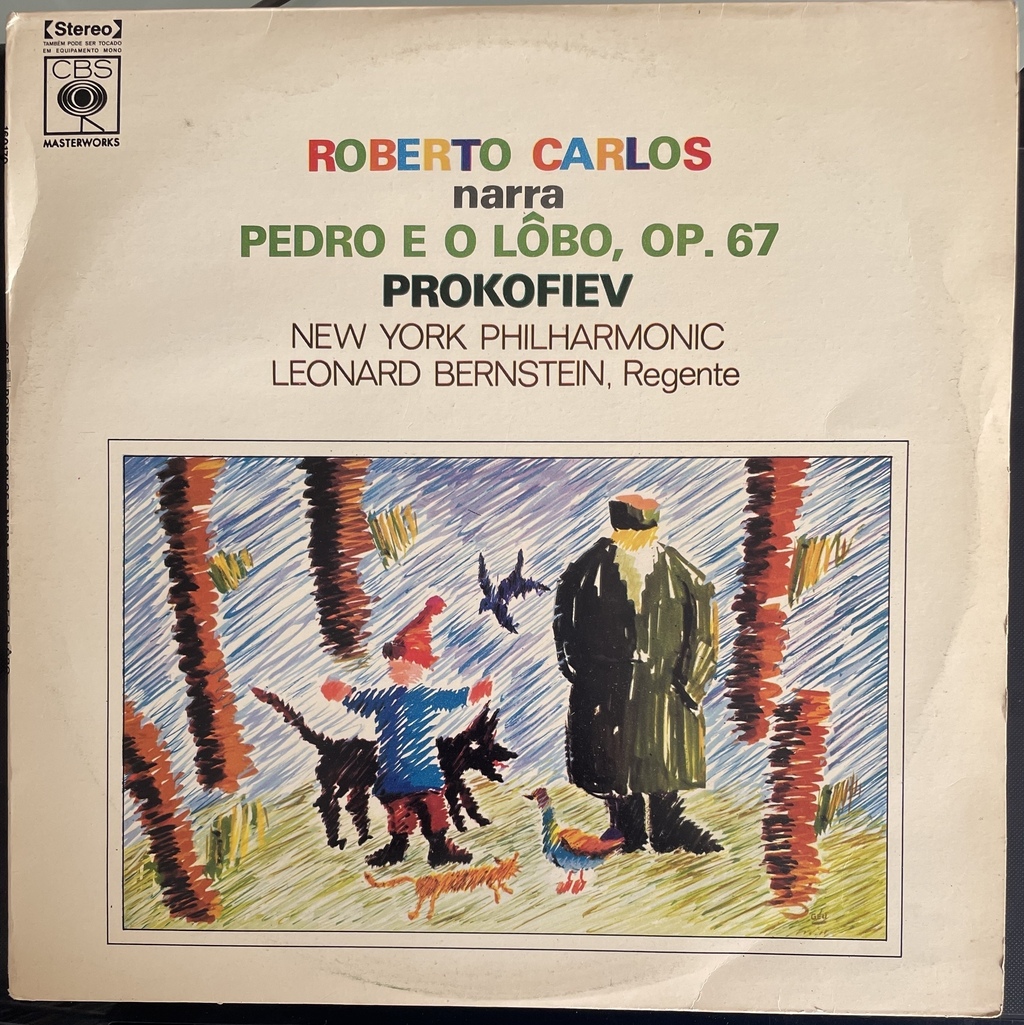 Stereo
TAMBÉM PODE SER TOCADO
EM EQUIPAMENTO MONO
CBS
MASTERWORKS
ROBERTO CARLOS
narra
PEDRO E O LÔBO, OP. 67
PROKOFIEV
NEW YORK PHILHARMONIC
LEONARD BERNSTEIN, Regente